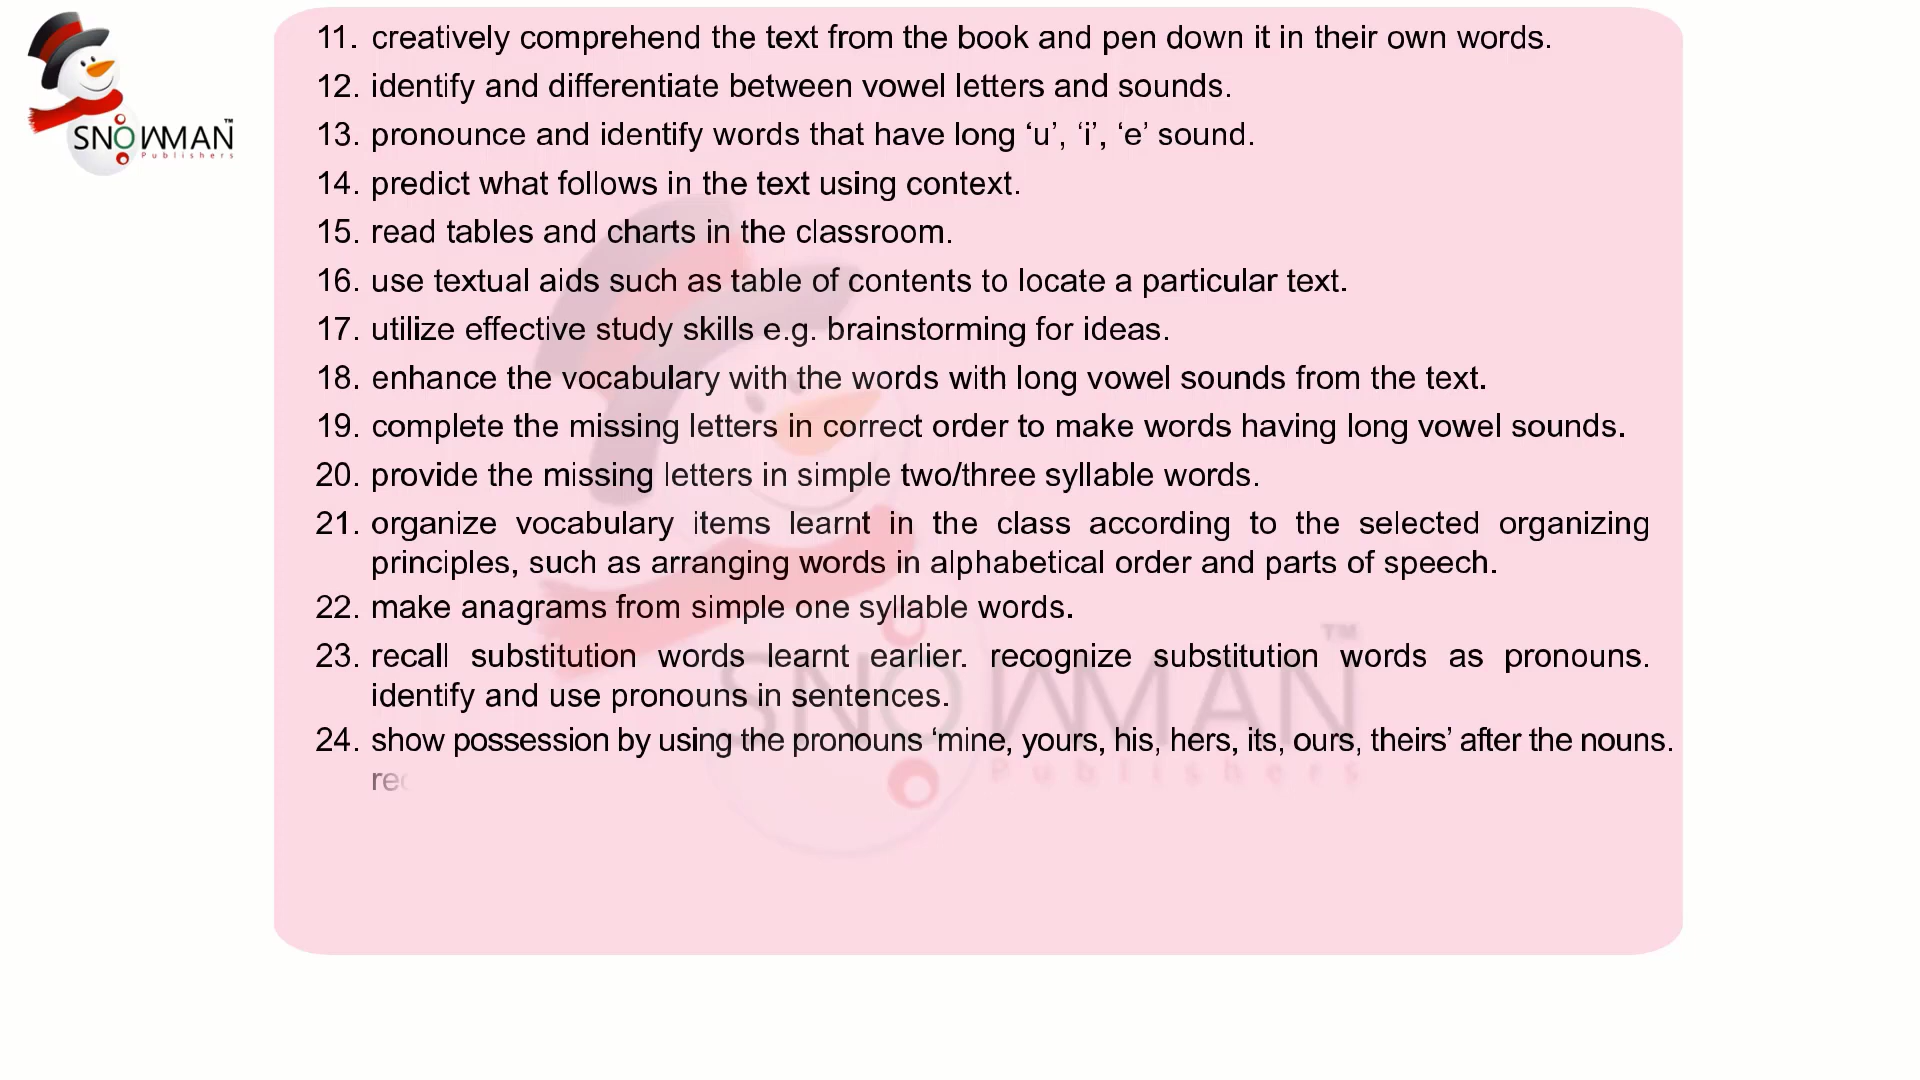 SNOWMAN™
Publishers
11. creatively comprehend the text from the book and pen down it in their own words.
12. identify and differentiate between vowel letters and sounds.
13. pronounce and identify words that have long ‘u’, ‘i’, ‘e’ sound.
14. predict what follows in the text using context.
15. read tables and charts in the classroom.
16. use textual aids such as table of contents to locate a particular text.
17. utilize effective study skills e.g. brainstorming for ideas.
18. enhance the vocabulary with the words with long vowel sounds from the text.
19. complete the missing letters in correct order to make words having long vowel sounds.
20. provide the missing letters in simple two/three syllable words.
21. organize vocabulary items learnt in the class according to the selected organizing
principles, such as arranging words in alphabetical order and parts of speech.
22. make anagrams from simple one syllable words.
23. recall substitution words learnt earlier. recognize substitution words as pronouns.
identify and use pronouns in sentences.
24. show possession by using the pronouns ‘mine, yours, his, hers, its, ours, theirs’ after the nouns.
SNOWMAN™
Publishers